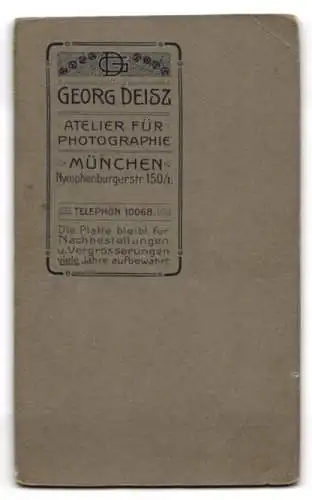 GD
GEORG DEISZ
ATELIER FÜR
PHOTOGRAPHIE
MÜNCHEN
Nymphenburgerstr. 150/I.
TELEPHON 10068.
Die Platte bleibt für
Nachbestellungen
u. Vergrösserungen
viele Jahre aufbewahrt